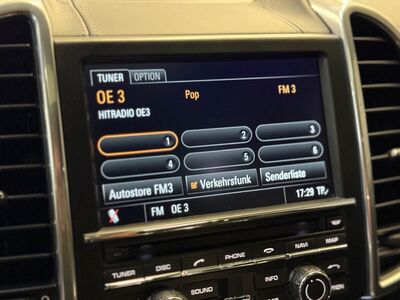 TUNER OPTION
OE 3 Pop FM 3
HITRADIO OE3
1 2 3
4 5 6
Autostore FM3 Verkehrsfunk Senderliste
FM OE 3 17:29 TP
TUNER DISC PHONE NAVI MAP
SOUND INFO